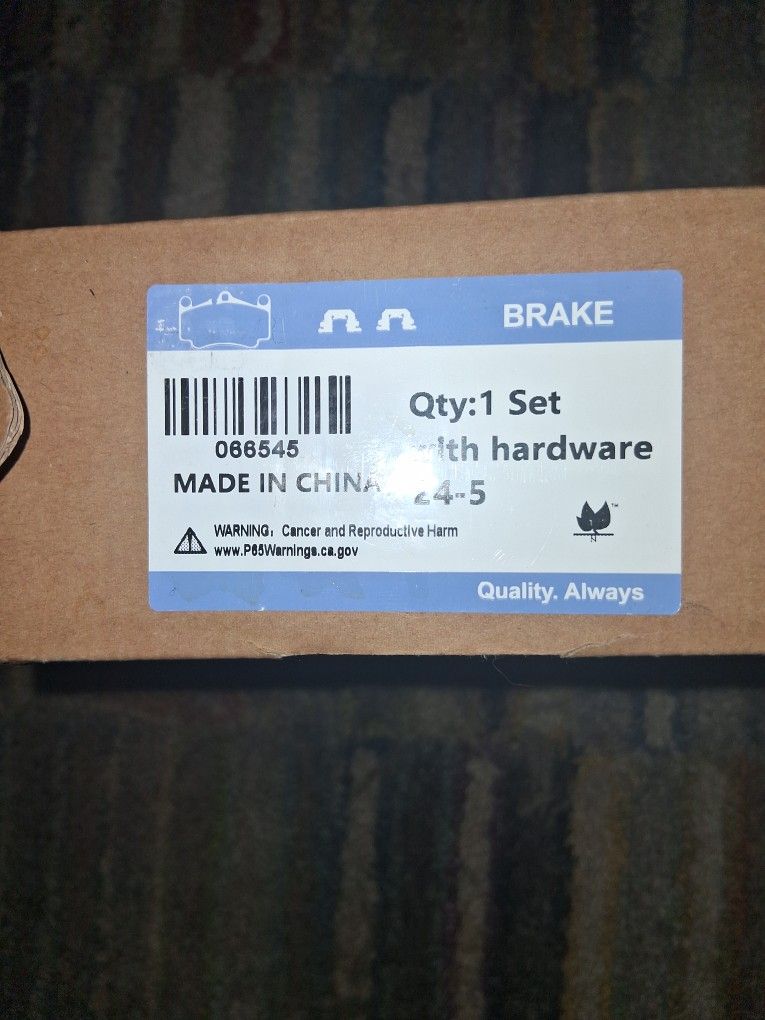 BRAKE
066545
Qty:1 Set
with hardware
MADE IN CHINA
24-5
WARNING: Cancer and Reproductive Harm
www.P65Warnings.ca.gov
N
™
Quality. Always